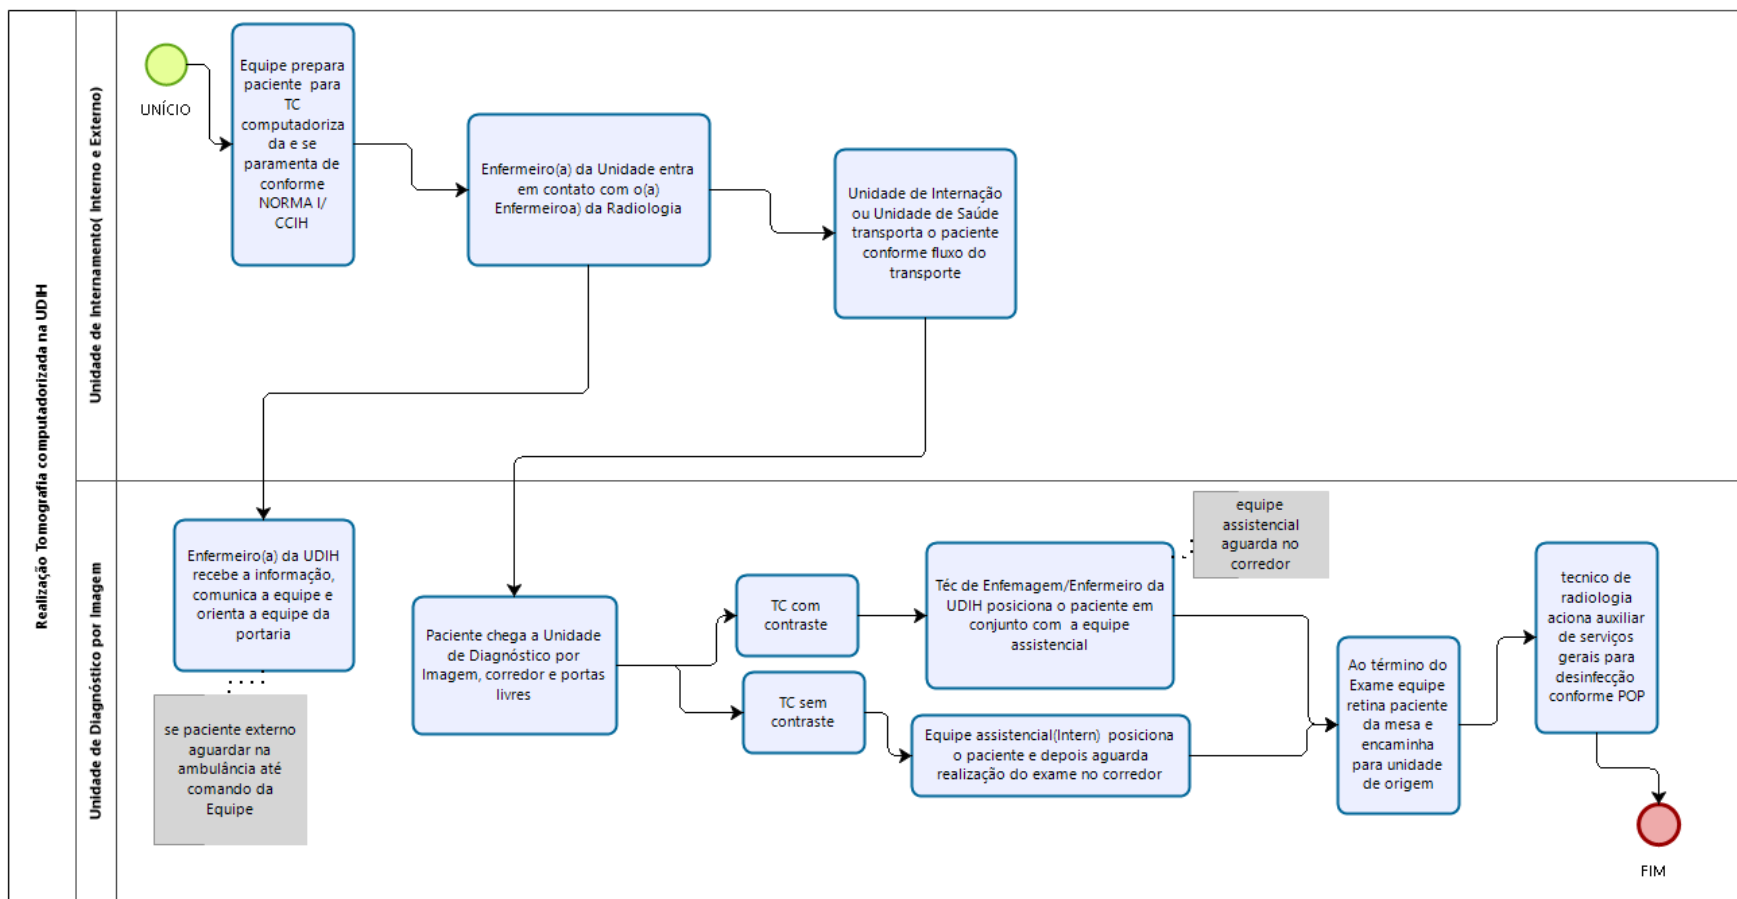 Realização Tomografia computadorizada na UDIH
Unidade de Internamento( Interno e Externo)
UNÍCIO
Equipe prepara
paciente para
TC
computadoriza
da e se
paramenta de
conforme
NORMA I/
CCIH
Enfermeiro(a) da Unidade entra
em contato com o(a)
Enfermeiroa) da Radiologia
Unidade de Internação
ou Unidade de Saúde
transporta o paciente
conforme fluxo do
transporte
Unidade de Diagnóstico por Imagem
Enfermeiro(a) da UDIH
recebe a informação,
comunica a equipe e
orienta a equipe da
portaria
se paciente externo
aguardar na
ambulância até
comando da
Equipe
Paciente chega a Unidade
de Diagnóstico por
Imagem, corredor e portas
livres
TC com
contraste
TC sem
contraste
Téc de Enfemagem/Enfermeiro da
UDIH posiciona o paciente em
conjunto com a equipe
assistencial
equipe
assistencial
aguarda no
corredor
Equipe assistencial(Intern) posiciona
o paciente e depois aguarda
realização do exame no corredor
Ao término do
Exame equipe
retina paciente
da mesa e
encaminha
para unidade
de origem
tecnico de
radiologia
aciona auxiliar
de serviços
gerais para
desinfecção
conforme POP
FIM